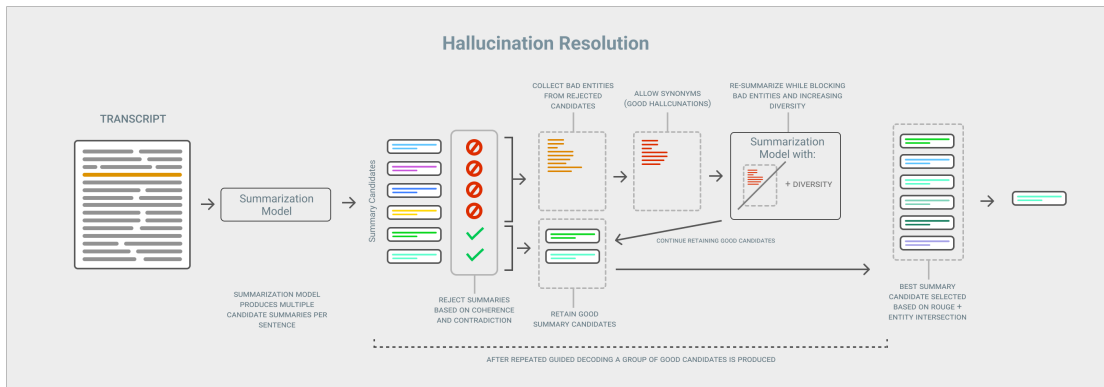 Hallucination Resolution
TRANSCRIPT
Summarization
Model
SUMMARIZATION MODEL
PRODUCES MULTIPLE
CANDIDATE SUMMARIES PER
SENTENCE
Summary Candidates
REJECT SUMMARIES
BASED ON COHERENCE
AND CONTRADICTION
COLLECT BAD ENTITIES
FROM REJECTED
CANDIDATES
ALLOW SYNONYMS
(GOOD HALLCUNATIONS)
RE-SUMMARIZE WHILE BLOCKING
BAD ENTITIES AND INCREASING
DIVERSITY
Summarization
Model with:
+ DIVERSITY
CONTINUE RETAINING GOOD CANDIDATES
RETAIN GOOD
SUMMARY CANDIDATES
BEST SUMMARY
CANDIDATE SELECTED
BASED ON ROUGE +
ENTITY INTERSECTION
AFTER REPEATED GUIDED DECODING A GROUP OF GOOD CANDIDATES IS PRODUCED